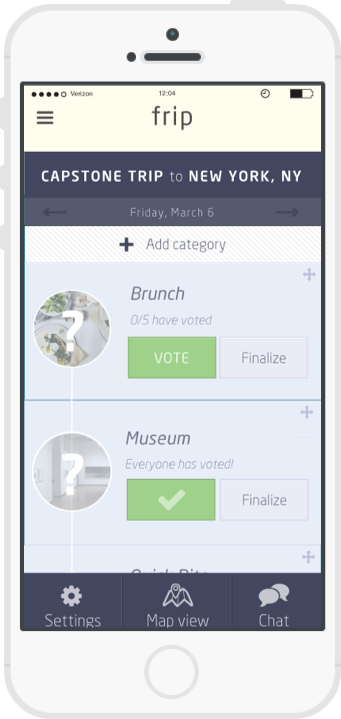 Verizon 12:04
frip
CAPSTONE TRIP to NEW YORK, NY
Friday, March 6
Add category
Brunch
0/5 have voted
?
VOTE Finalize
Museum
Everyone has voted!
?
Finalize
Settings Map view Chat